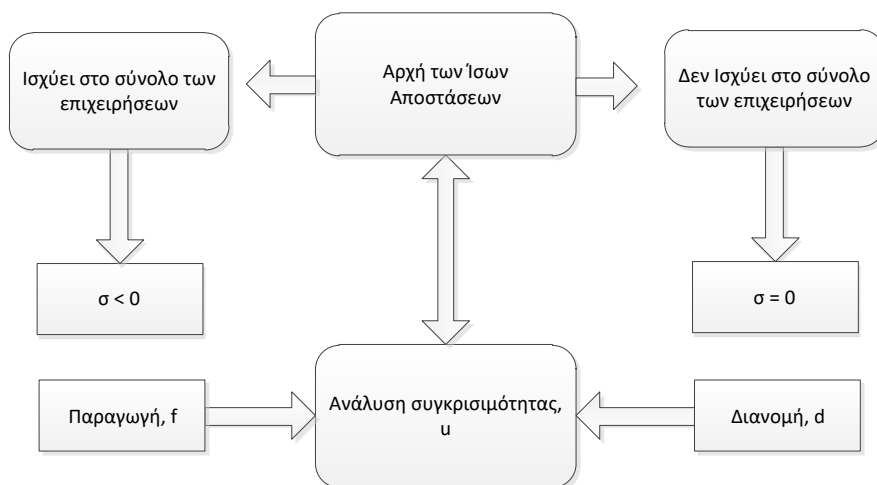 Ισχύει στο σύνολο των
επιχειρήσεων
Αρχή των Ίσων
Αποστάσεων
Δεν Ισχύει στο σύνολο
των επιχειρήσεων
σ < 0
σ = 0
Παραγωγή, f
Ανάλυση συγκρισιμότητας,
u
Διανομή, d